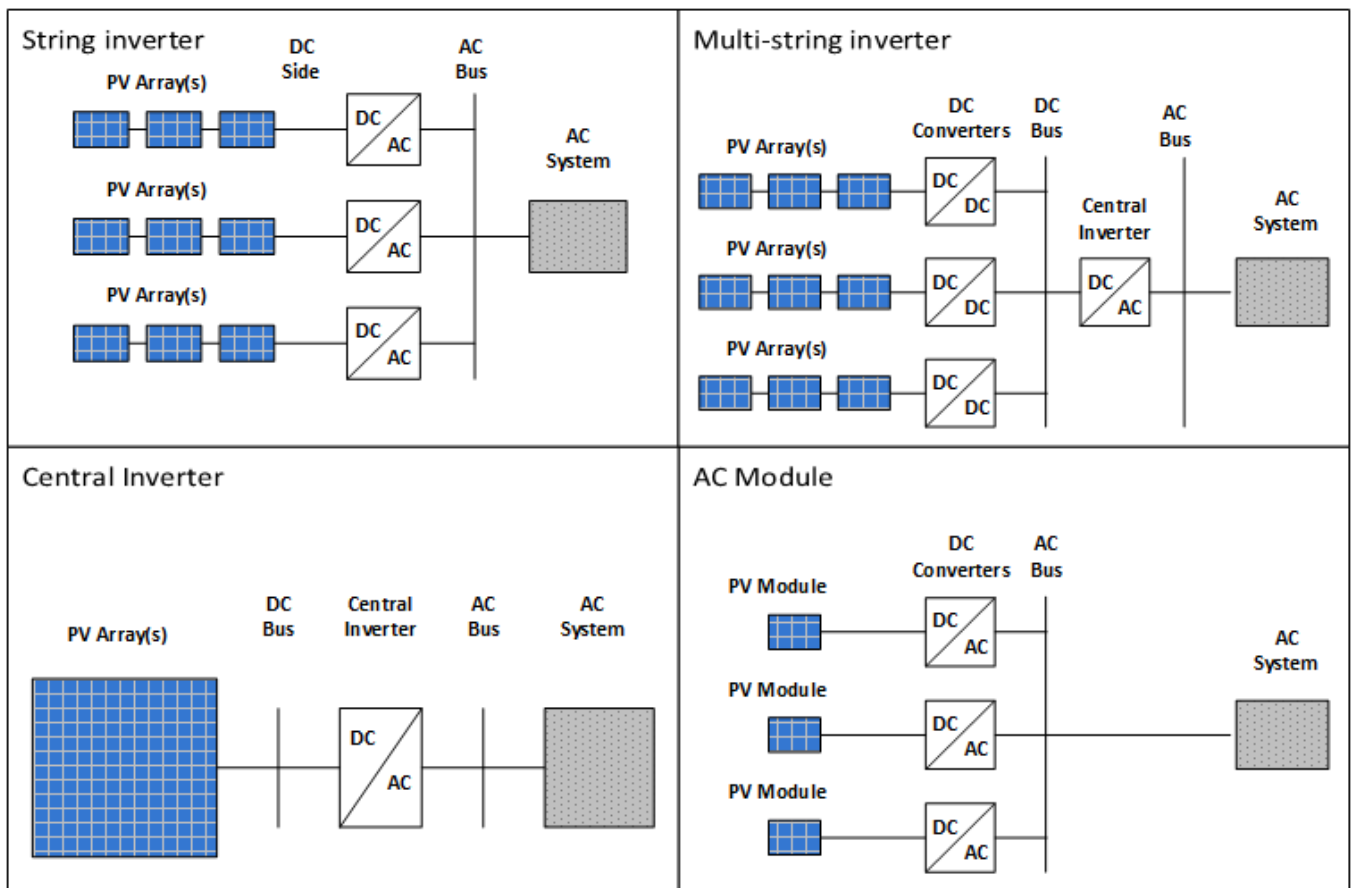 String inverter
DC
Side
AC
Bus
PV Array(s)
DC
AC
AC
System
PV Array(s)
DC
AC
PV Array(s)
DC
AC
Multi-string inverter
DC
Converters
DC
Bus
AC
Bus
PV Array(s)
DC
DC
Central
Inverter
AC
System
PV Array(s)
DC
DC
DC
AC
PV Array(s)
DC
DC
Central Inverter
PV Array(s)
DC
Bus
Central
Inverter
AC
Bus
AC
System
DC
AC
AC Module
DC
Converters
AC
Bus
PV Module
DC
AC
AC
System
PV Module
DC
AC
PV Module
DC
AC